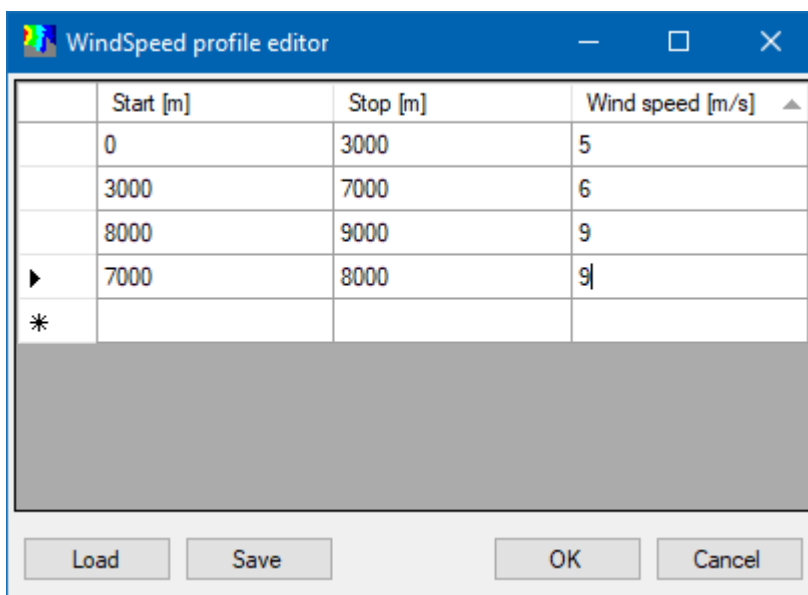 WindSpeed profile editor
Start [m] Stop [m] Wind speed [m/s]
0 3000 5
3000 7000 6
8000 9000 9
7000 8000 9
Load Save OK Cancel